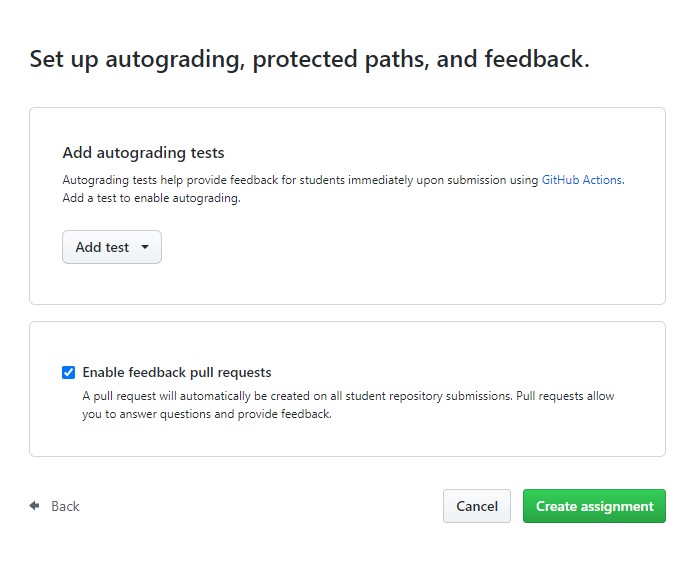 Set up autograding, protected paths, and feedback.
Add autograding tests
Autograding tests help provide feedback for students immediately upon submission using GitHub Actions.
Add a test to enable autograding.
Add test
Enable feedback pull requests
A pull request will automatically be created on all student repository submissions. Pull requests allow
you to answer questions and provide feedback.
Back
Cancel
Create assignment